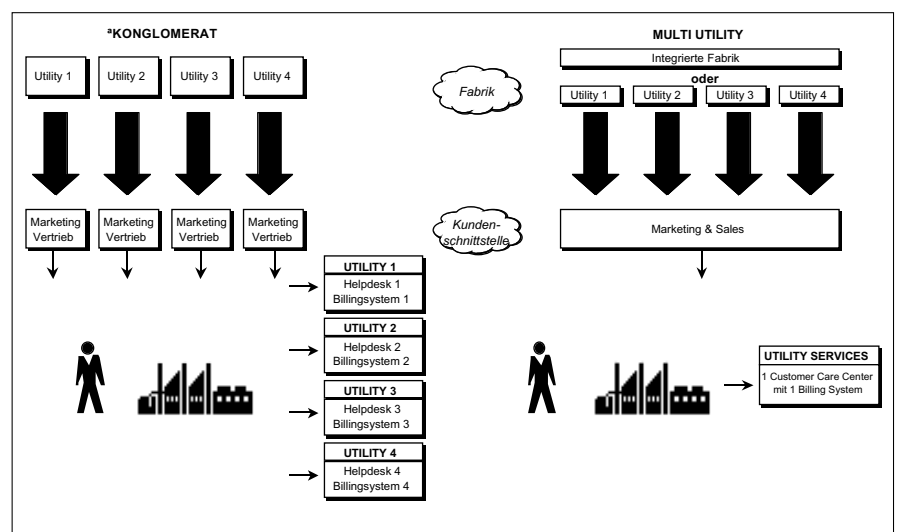 ªKONGLOMERAT
Utility 1
Utility 2
Utility 3
Utility 4
Marketing
Vertrieb
Marketing
Vertrieb
Marketing
Vertrieb
Marketing
Vertrieb
UTILITY 1
Helpdesk 1
Billingsystem 1
UTILITY 2
Helpdesk 2
Billingsystem 2
UTILITY 3
Helpdesk 3
Billingsystem 3
UTILITY 4
Helpdesk 4
Billingsystem 4
Fabrik
Kunden-
schnittstelle
MULTI UTILITY
Integrierte Fabrik
oder
Utility 1
Utility 2
Utility 3
Utility 4
Marketing & Sales
UTILITY SERVICES
1 Customer Care Center
mit 1 Billing System